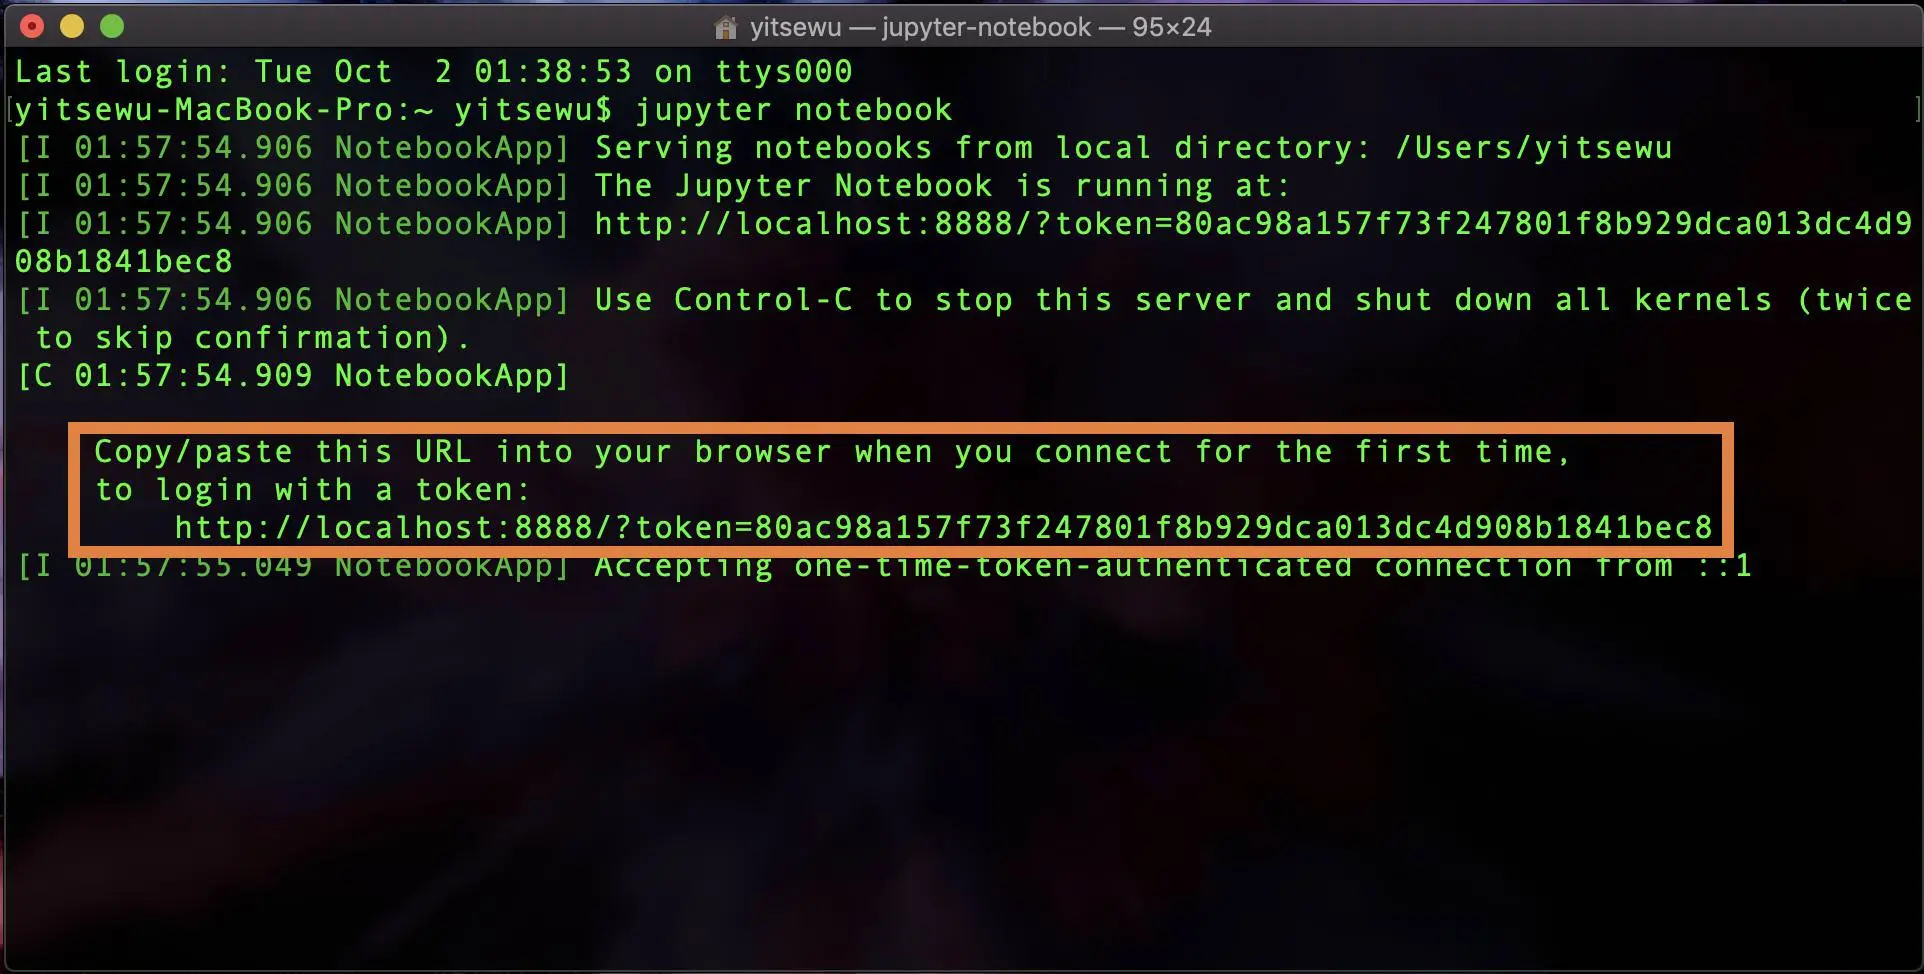 yitsewu — jupyter-notebook — 95×24
Last login: Tue Oct  2 01:38:53 on ttys000
[yitsewu-MacBook-Pro:~ yitsewu$ jupyter notebook ]
[I 01:57:54.906 NotebookApp] Serving notebooks from local directory: /Users/yitsewu
[I 01:57:54.906 NotebookApp] The Jupyter Notebook is running at:
[I 01:57:54.906 NotebookApp] http://localhost:8888/?token=80ac98a157f73f247801f8b929dca013dc4d9
08b1841bec8
[I 01:57:54.906 NotebookApp] Use Control-C to stop this server and shut down all kernels (twice
 to skip confirmation).
[C 01:57:54.909 NotebookApp]
Copy/paste this URL into your browser when you connect for the first time,
to login with a token:
http://localhost:8888/?token=80ac98a157f73f247801f8b929dca013dc4d908b1841bec8
[I 01:57:55.049 NotebookApp] Accepting one-time-token-authenticated connection from ::1